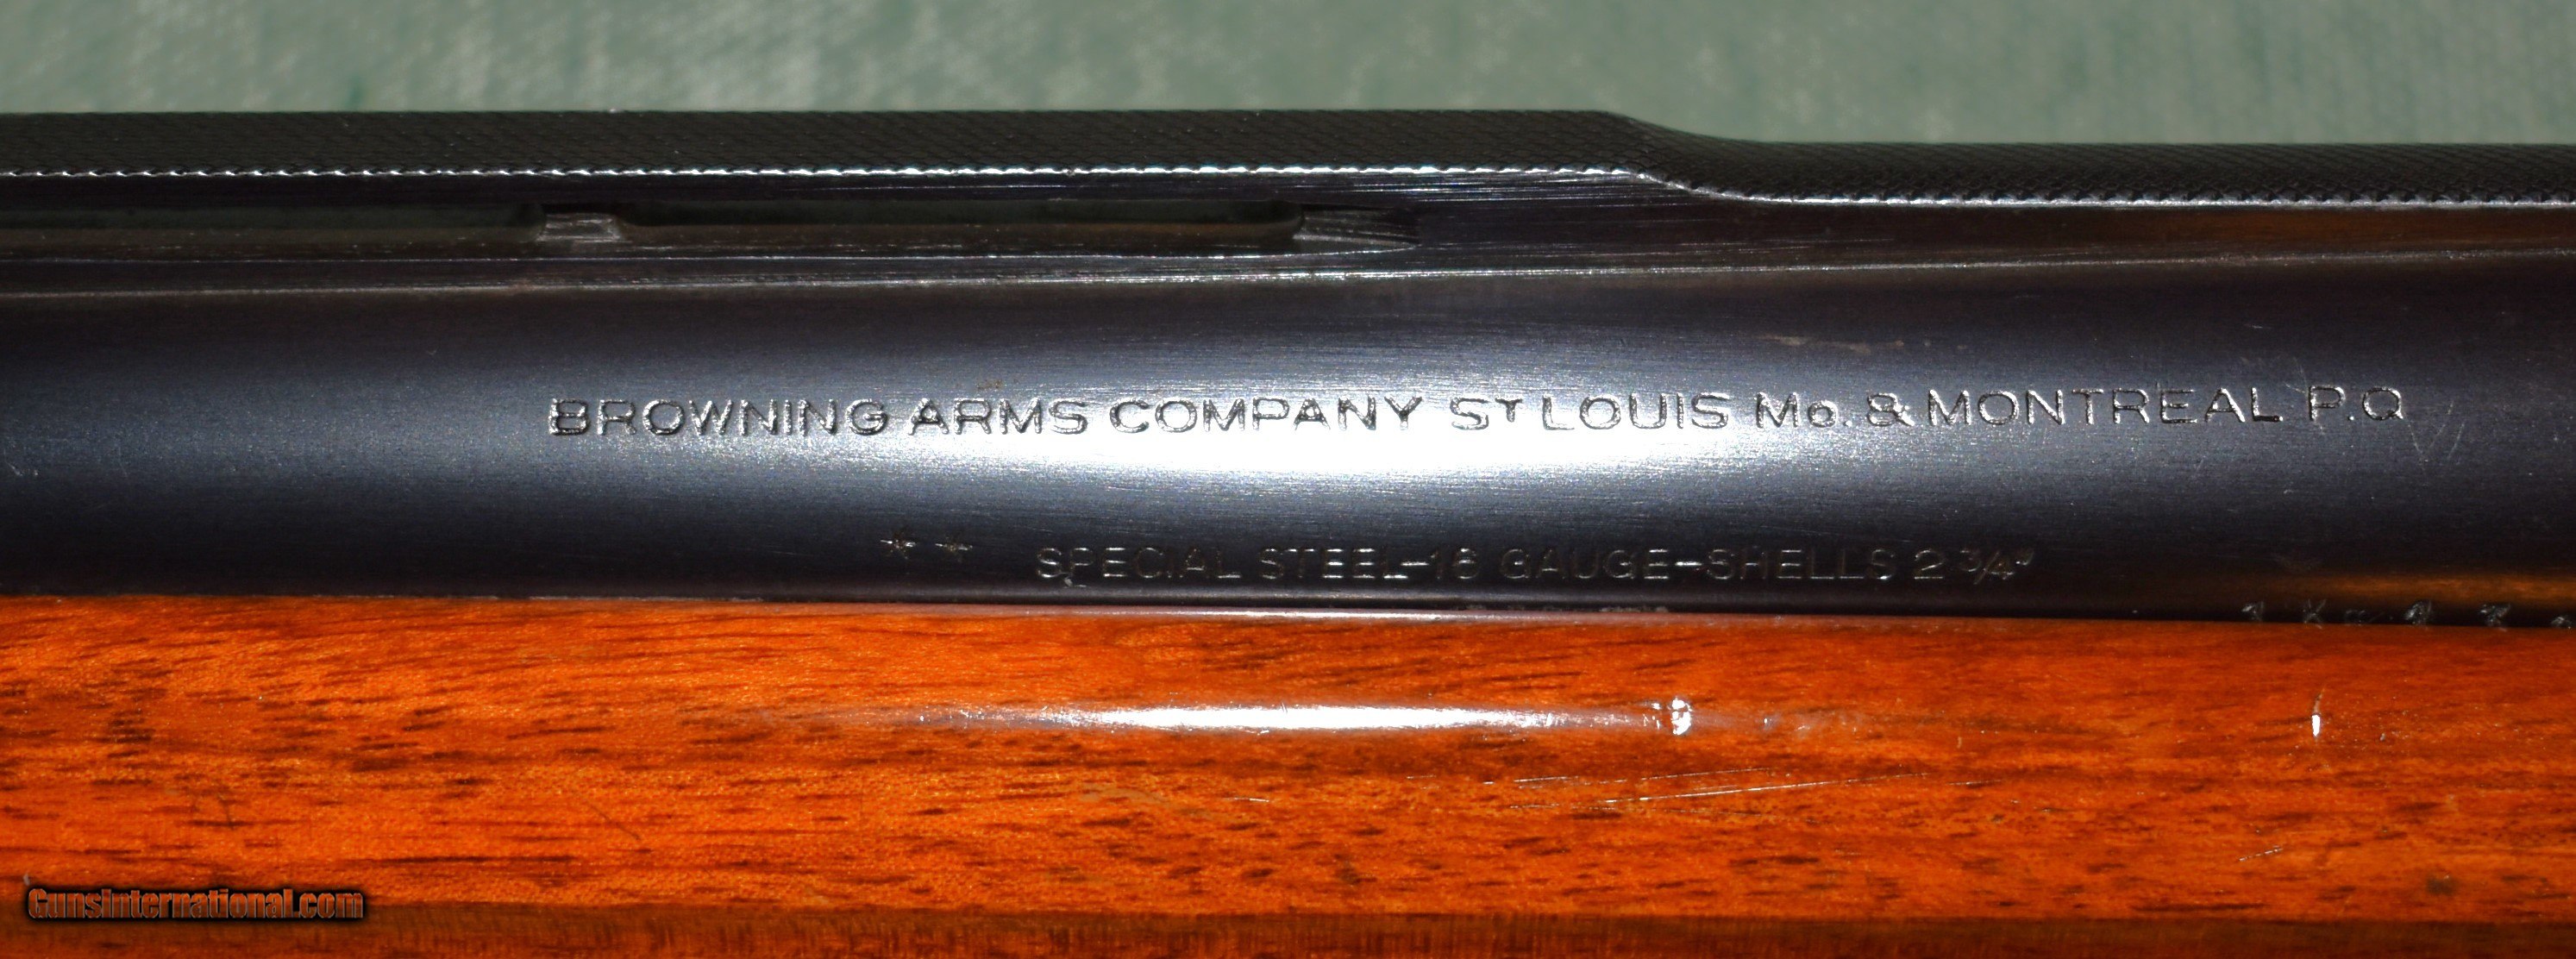 BROWNING ARMS COMPANY ST LOUIS Mo. & MONTREAL P.Q
** SPECIAL STEEL-16 GAUGE-SHELLS 2 3/4"
GunsInternational.com